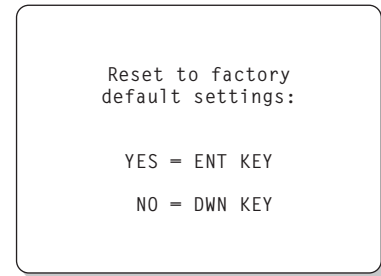 Reset to factory
default settings:
YES = ENT KEY
NO = DWN KEY